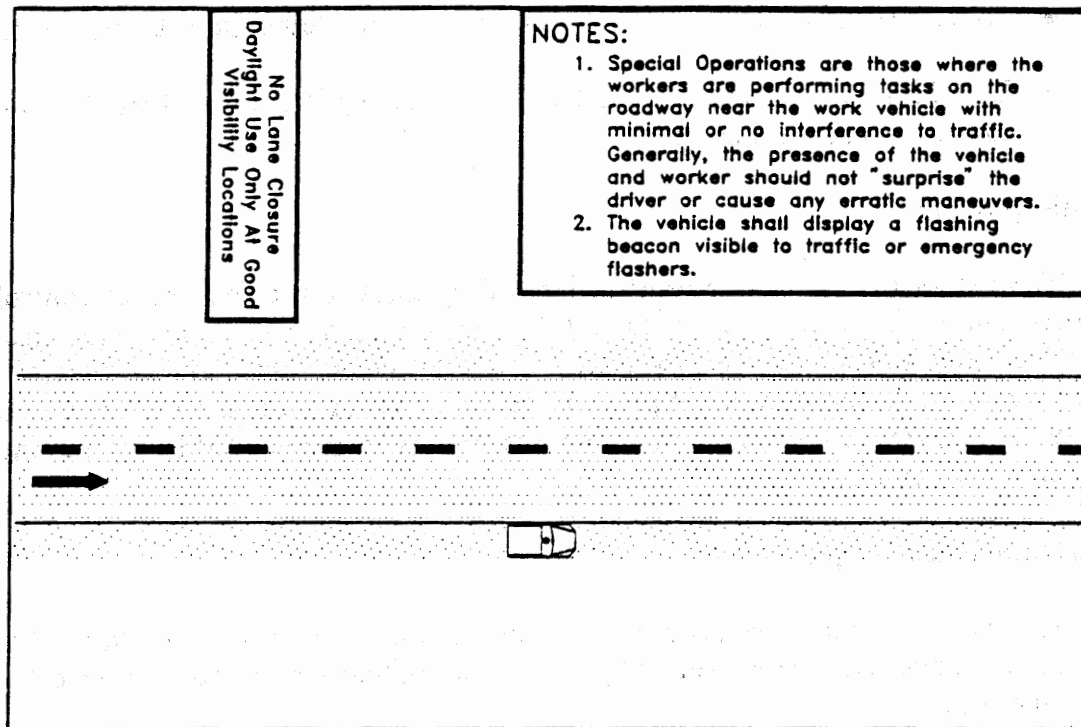 No Lane Closure
Daylight Use Only At Good
Visibility Locations
NOTES:
1. Special Operations are those where the
workers are performing tasks on the
roadway near the work vehicle with
minimal or no interference to traffic.
Generally, the presence of the vehicle
and worker should not "surprise" the
driver or cause any erratic maneuvers.
2. The vehicle shall display a flashing
beacon visible to traffic or emergency
flashers.